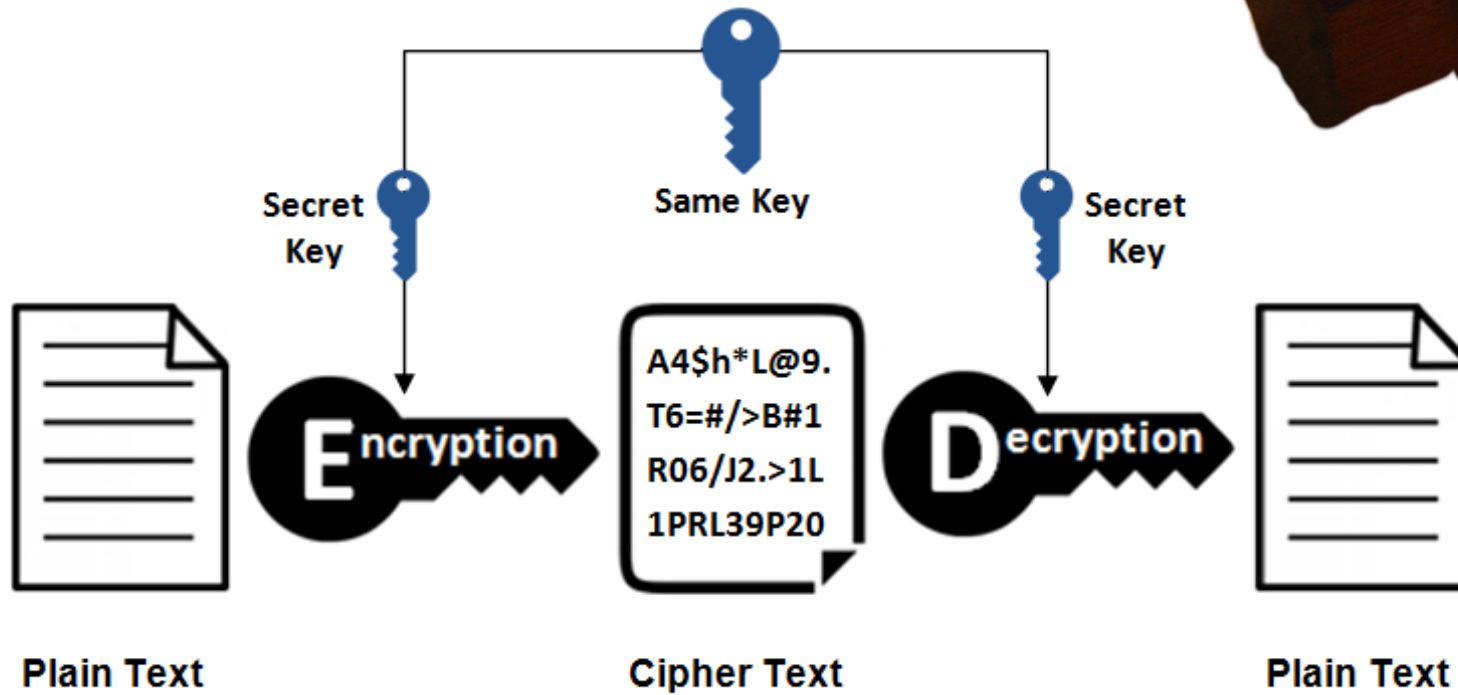 Same Key
Secret
Key
Secret
Key
Encryption
A4$h*L@9.
T6=#/>B#1
R06/J2.>1L
1PRL39P20
Decryption
Plain Text
Cipher Text
Plain Text